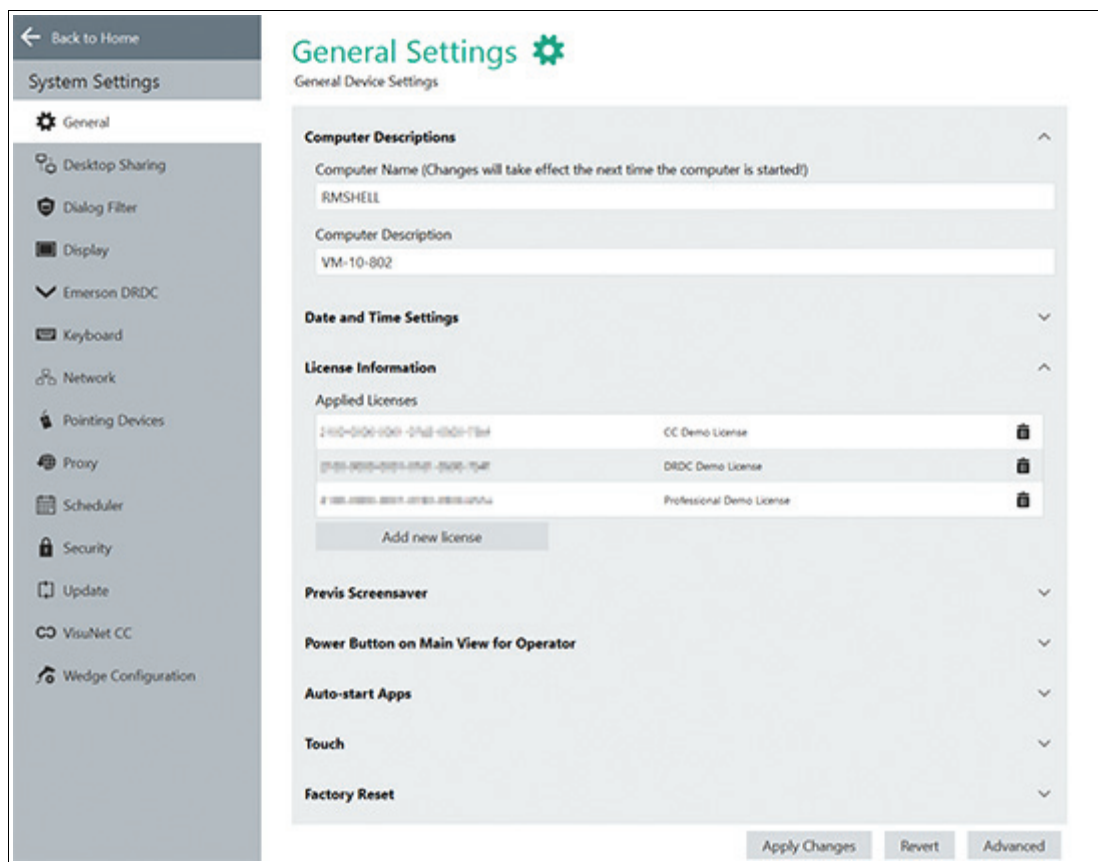 Back to Home
System Settings
General
Desktop Sharing
Dialog Filter
Display
Emerson DRDC
Keyboard
Network
Pointing Devices
Proxy
Scheduler
Security
Update
VisuNet CC
Wedge Configuration
General Settings
General Device Settings
Computer Descriptions
Computer Name (Changes will take effect the next time the computer is started!)
RMSHELL
Computer Description
VM-10-802
Date and Time Settings
License Information
Applied Licenses
CC Demo License
DRDC Demo License
Professional Demo License
Add new license
Previs Screensaver
Power Button on Main View for Operator
Auto-start Apps
Touch
Factory Reset
Apply Changes
Revert
Advanced